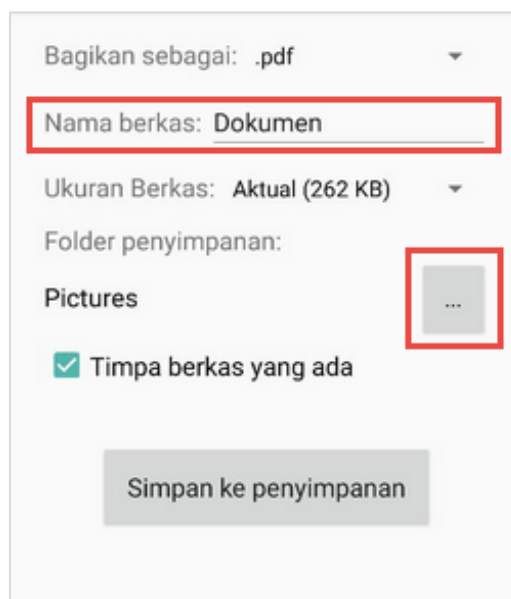 Bagikan sebagai: .pdf
Nama berkas: Dokumen
Ukuran Berkas: Aktual (262 KB)
Folder penyimpanan:
Pictures ...
Timpa berkas yang ada
Simpan ke penyimpanan